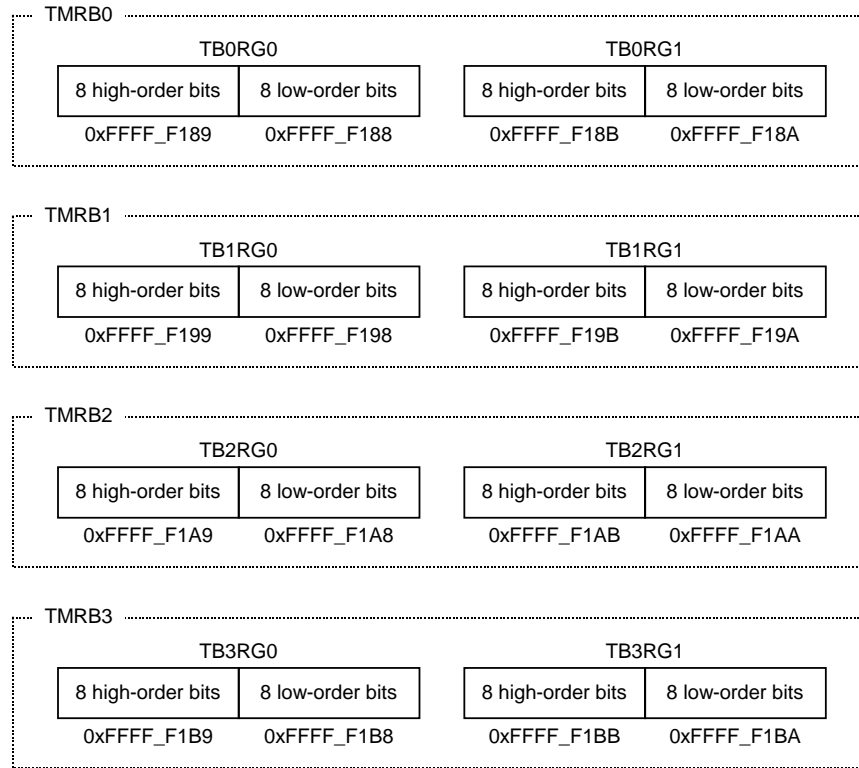 TMRB0
TB0RG0 TB0RG1
8 high-order bits 8 low-order bits 8 high-order bits 8 low-order bits
0xFFFF_F189 0xFFFF_F188 0xFFFF_F18B 0xFFFF_F18A
TMRB1
TB1RG0 TB1RG1
8 high-order bits 8 low-order bits 8 high-order bits 8 low-order bits
0xFFFF_F199 0xFFFF_F198 0xFFFF_F19B 0xFFFF_F19A
TMRB2
TB2RG0 TB2RG1
8 high-order bits 8 low-order bits 8 high-order bits 8 low-order bits
0xFFFF_F1A9 0xFFFF_F1A8 0xFFFF_F1AB 0xFFFF_F1AA
TMRB3
TB3RG0 TB3RG1
8 high-order bits 8 low-order bits 8 high-order bits 8 low-order bits
0xFFFF_F1B9 0xFFFF_F1B8 0xFFFF_F1BB 0xFFFF_F1BA